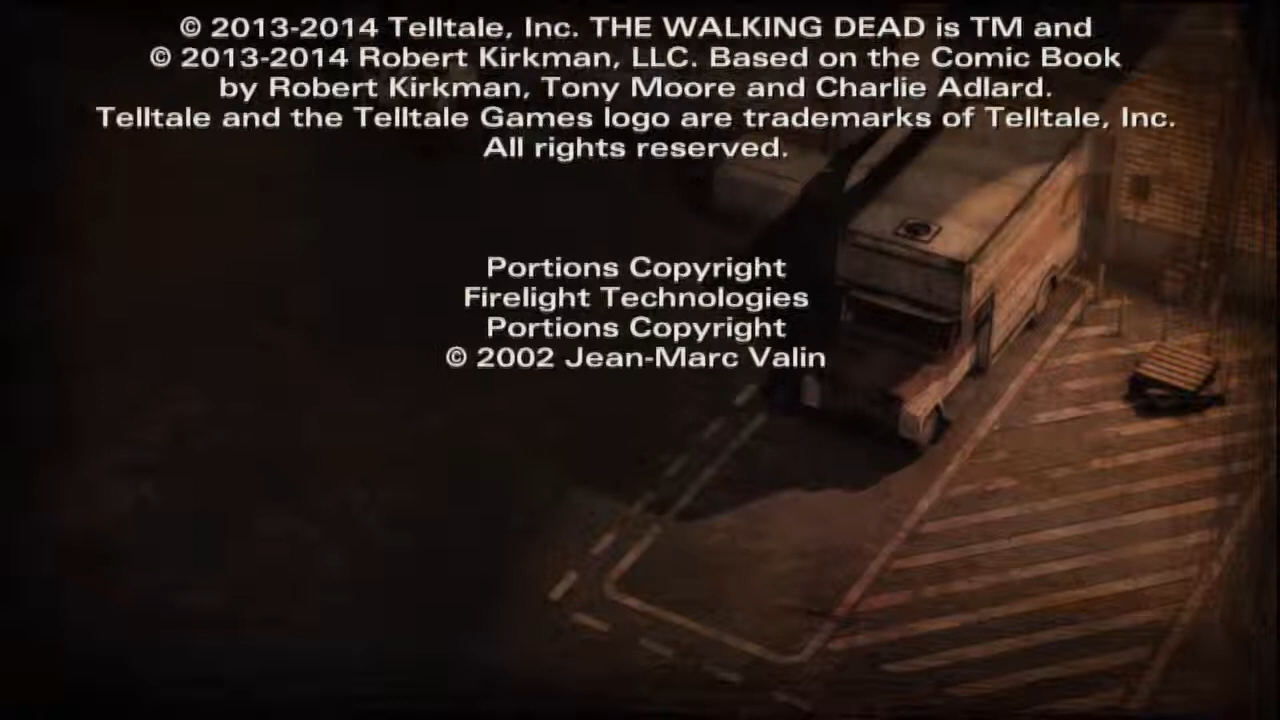 © 2013-2014 Telltale, Inc. THE WALKING DEAD is TM and
© 2013-2014 Robert Kirkman, LLC. Based on the Comic Book
by Robert Kirkman, Tony Moore and Charlie Adlard.
Telltale and the Telltale Games logo are trademarks of Telltale, Inc.
All rights reserved.
Portions Copyright
Firelight Technologies
Portions Copyright
© 2002 Jean-Marc Valin